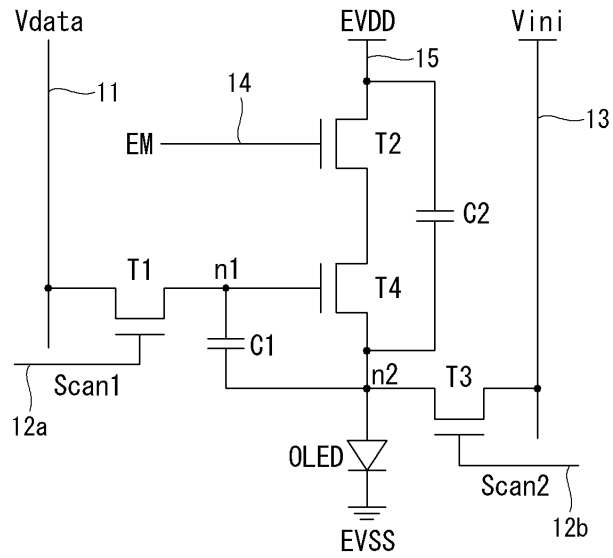 Vdata
EVDD
Vini
15
11
14
13
EM
T2
C2
T1
n1
T4
C1
n2
T3
Scan1
12a
OLED
Scan2
EVSS
12b